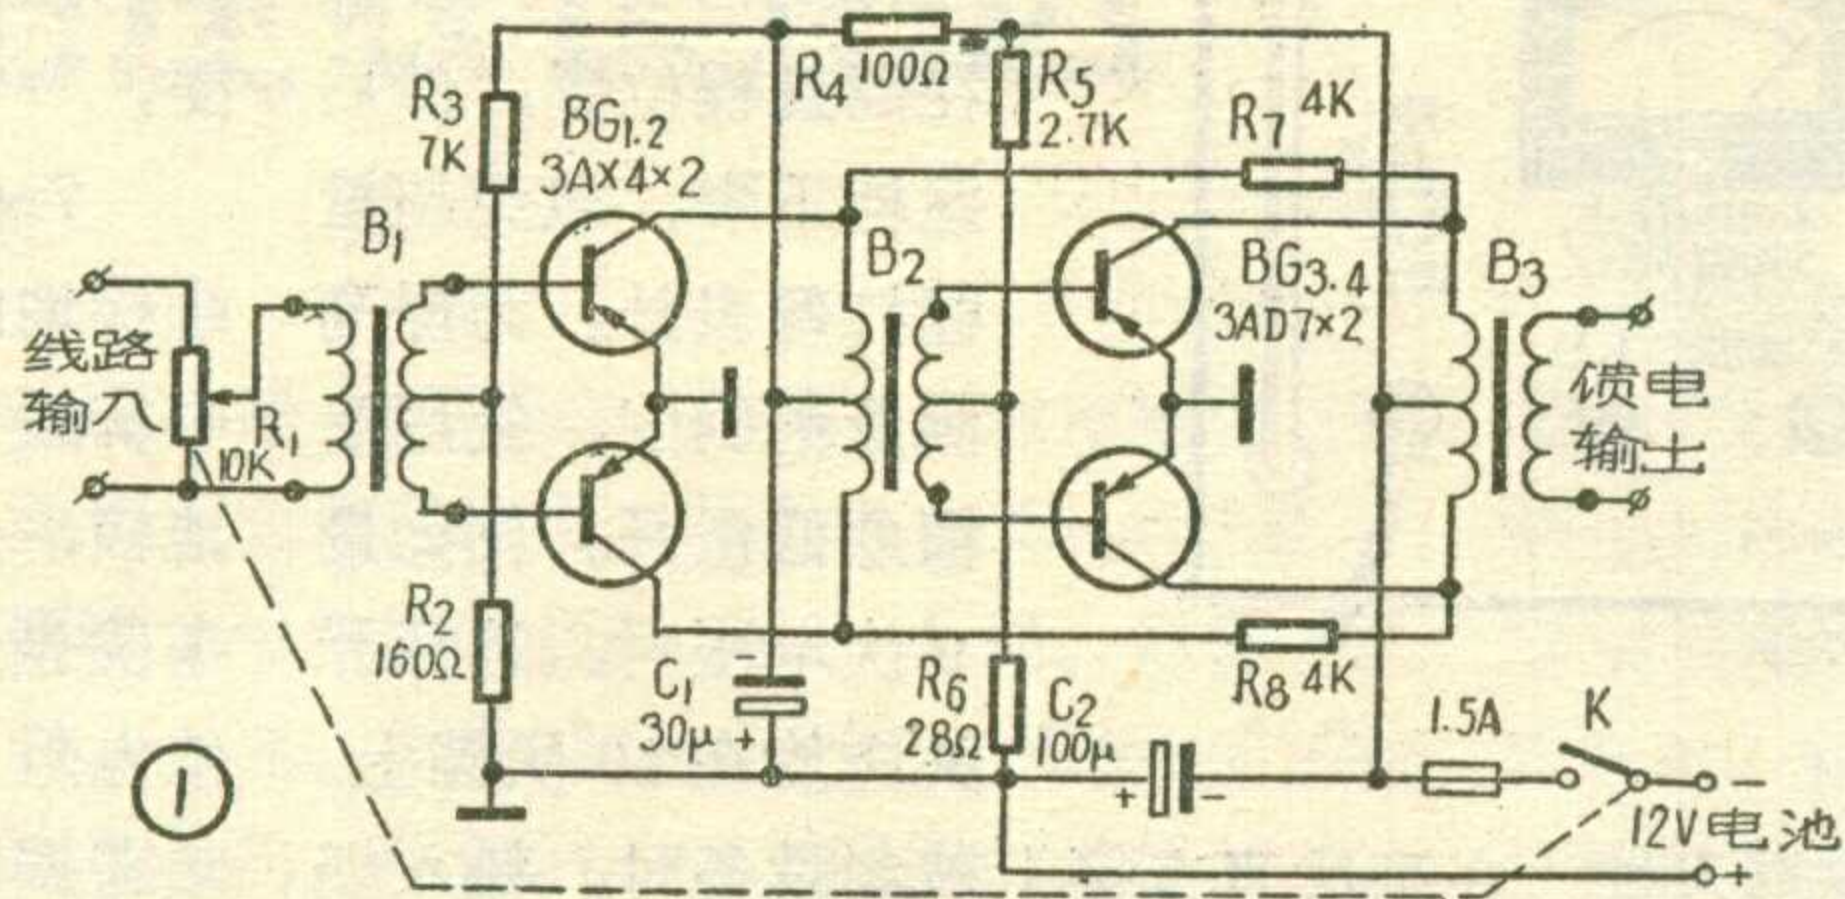 R4 100Ω
R3
7K
BG1.2
3AX4×2
R5
2.7K
R7 4K
B1
B2
BG3.4
3AD7×2
B3
线路
输入
R1
10K
馈电
输出
R2
160Ω
C1
30μ
-
+
R6
28Ω
C2
100μ
+
-
R8 4K
1.5A
K
-
12V电池
+
1